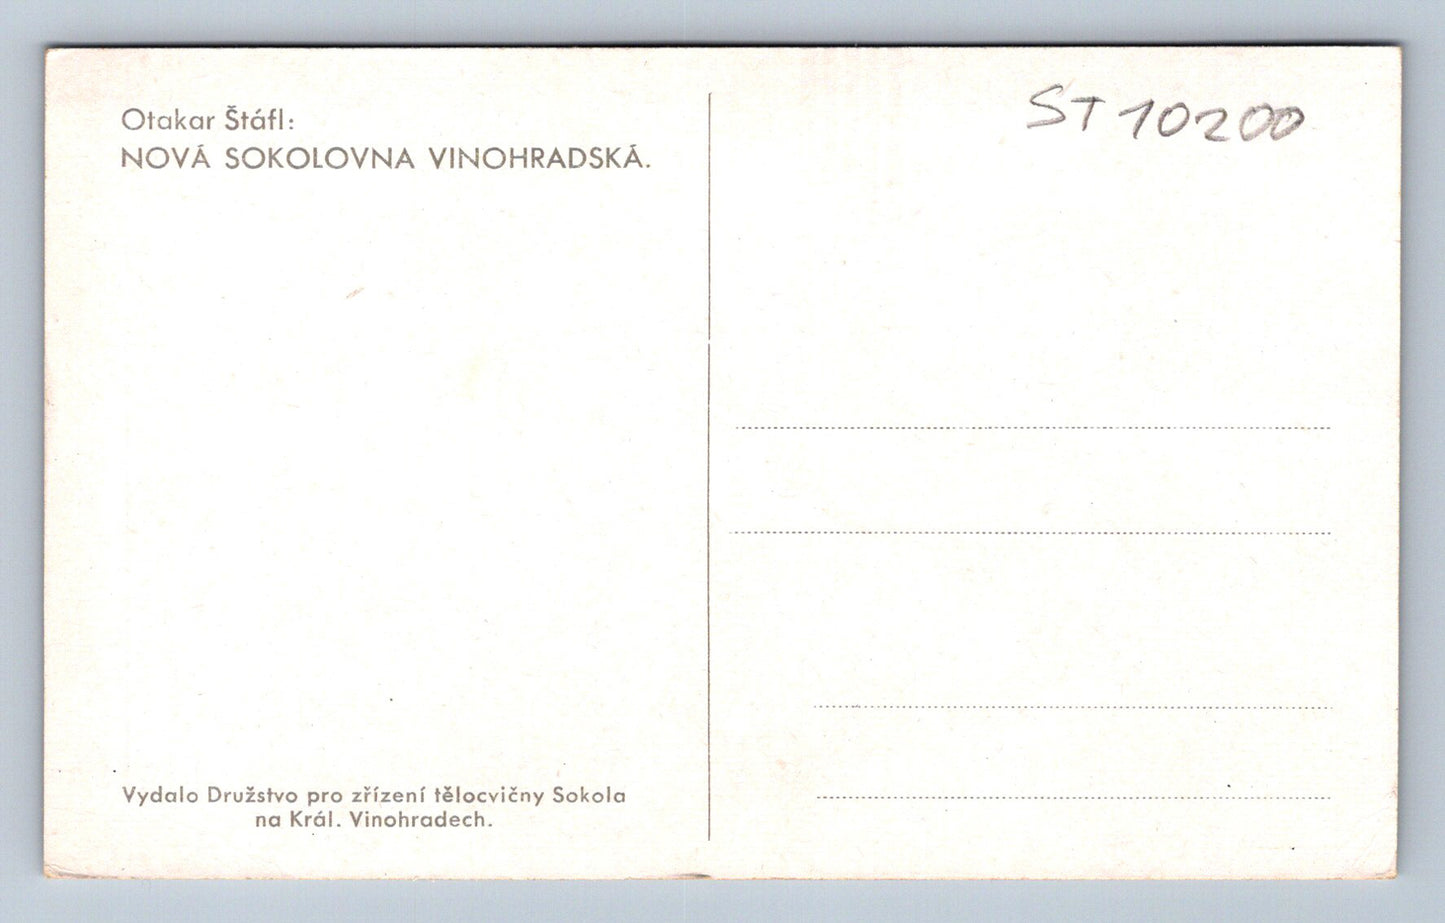 Otakar Štáfl:
NOVÁ SOKOLOVNA VINOHRADSKÁ.
ST 10200
Vydalo Družstvo pro zřízení tělocvičny Sokola
na Král. Vinohradech.